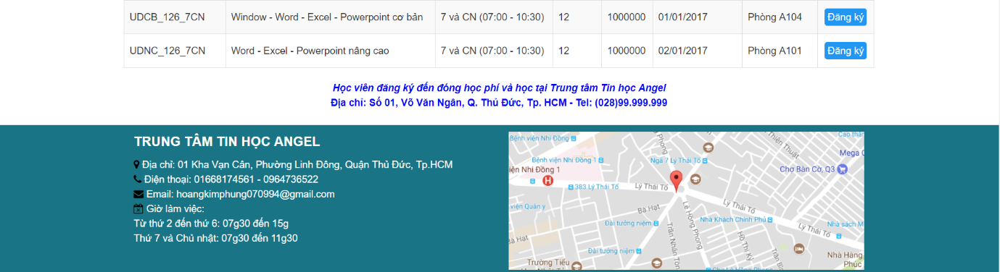 UDCB_126_7CN Window - Word - Excel - Powerpoint cơ bản 7 và CN (07:00 - 10:30) 12 1000000 01/01/2017 Phòng A104 Đăng ký
UDNC_126_7CN Word - Excel - Powerpoint nâng cao 7 và CN (07:00 - 10:30) 12 1000000 02/01/2017 Phòng A101 Đăng ký
Học viên đăng ký đến đóng học phí và học tại Trung tâm Tin học Angel
Địa chỉ: Số 01, Võ Văn Ngân, Q. Thủ Đức, Tp. HCM - Tel: (028)99.999.999
TRUNG TÂM TIN HỌC ANGEL
Địa chỉ: 01 Kha Vạn Cân, Phường Linh Đông, Quận Thủ Đức, Tp.HCM
Điện thoại: 01668174561 - 0964736522
Email: hoangkimphung070994@gmail.com
Giờ làm việc:
Từ thứ 2 đến thứ 6: 07g30 đến 15g
Thứ 7 và Chủ nhật: 07g30 đến 11g30
Bệnh viện Nhi Đồng
Cao thắn
Phong
Thiện Thuật
Mega C
Bệnh viện Nhi Đồng 1
Ngã 7 Lý Thái Tổ
Chợ Bàn Cờ, Q3
iện Nhi Đồng 1
H
383 Lý Thái Tổ
Lý Thái Tổ
Lý Thái Tổ
viện Quân y
Bà Hạt
Lê Hồng Phong
Nhà Khách Chính Phủ
Nhà sách M
Đài tưởng niệm
Trần Nhân Tôn
Hồ Thị Kỷ
Lý Thái Tổ
Bà Hạt
Đài tưởng niệm
Nhà Hàng
Phúc
Trường Tiểu
Chợ Lê Hồng Phong